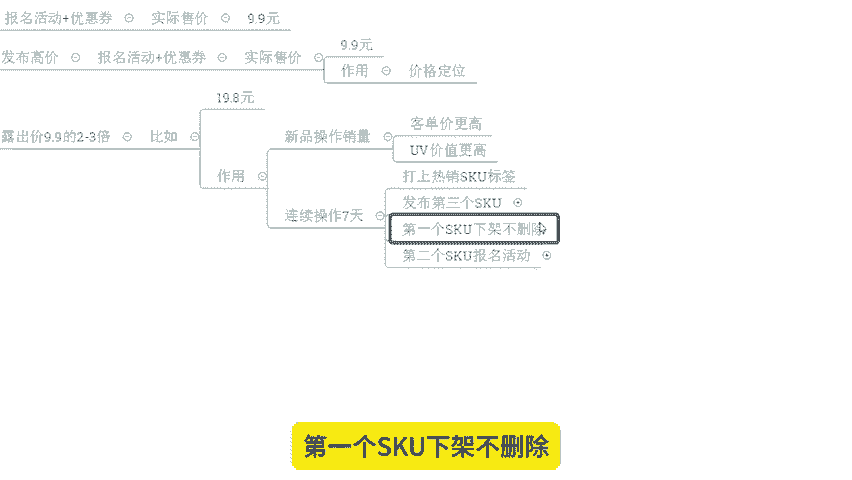 报名活动+优惠券 实际售价 9.9元
发布高价 报名活动+优惠券 实际售价
9.9元
作用 价格定位
露出价9.9的2-3倍 比如
19.8元
作用
新品操作销量
客单价更高
UV价值更高
连续操作7天
打上热销SKU标签
发布第三个SKU
第一个SKU下架不删除
第二个SKU报名活动
第一个SKU下架不删除